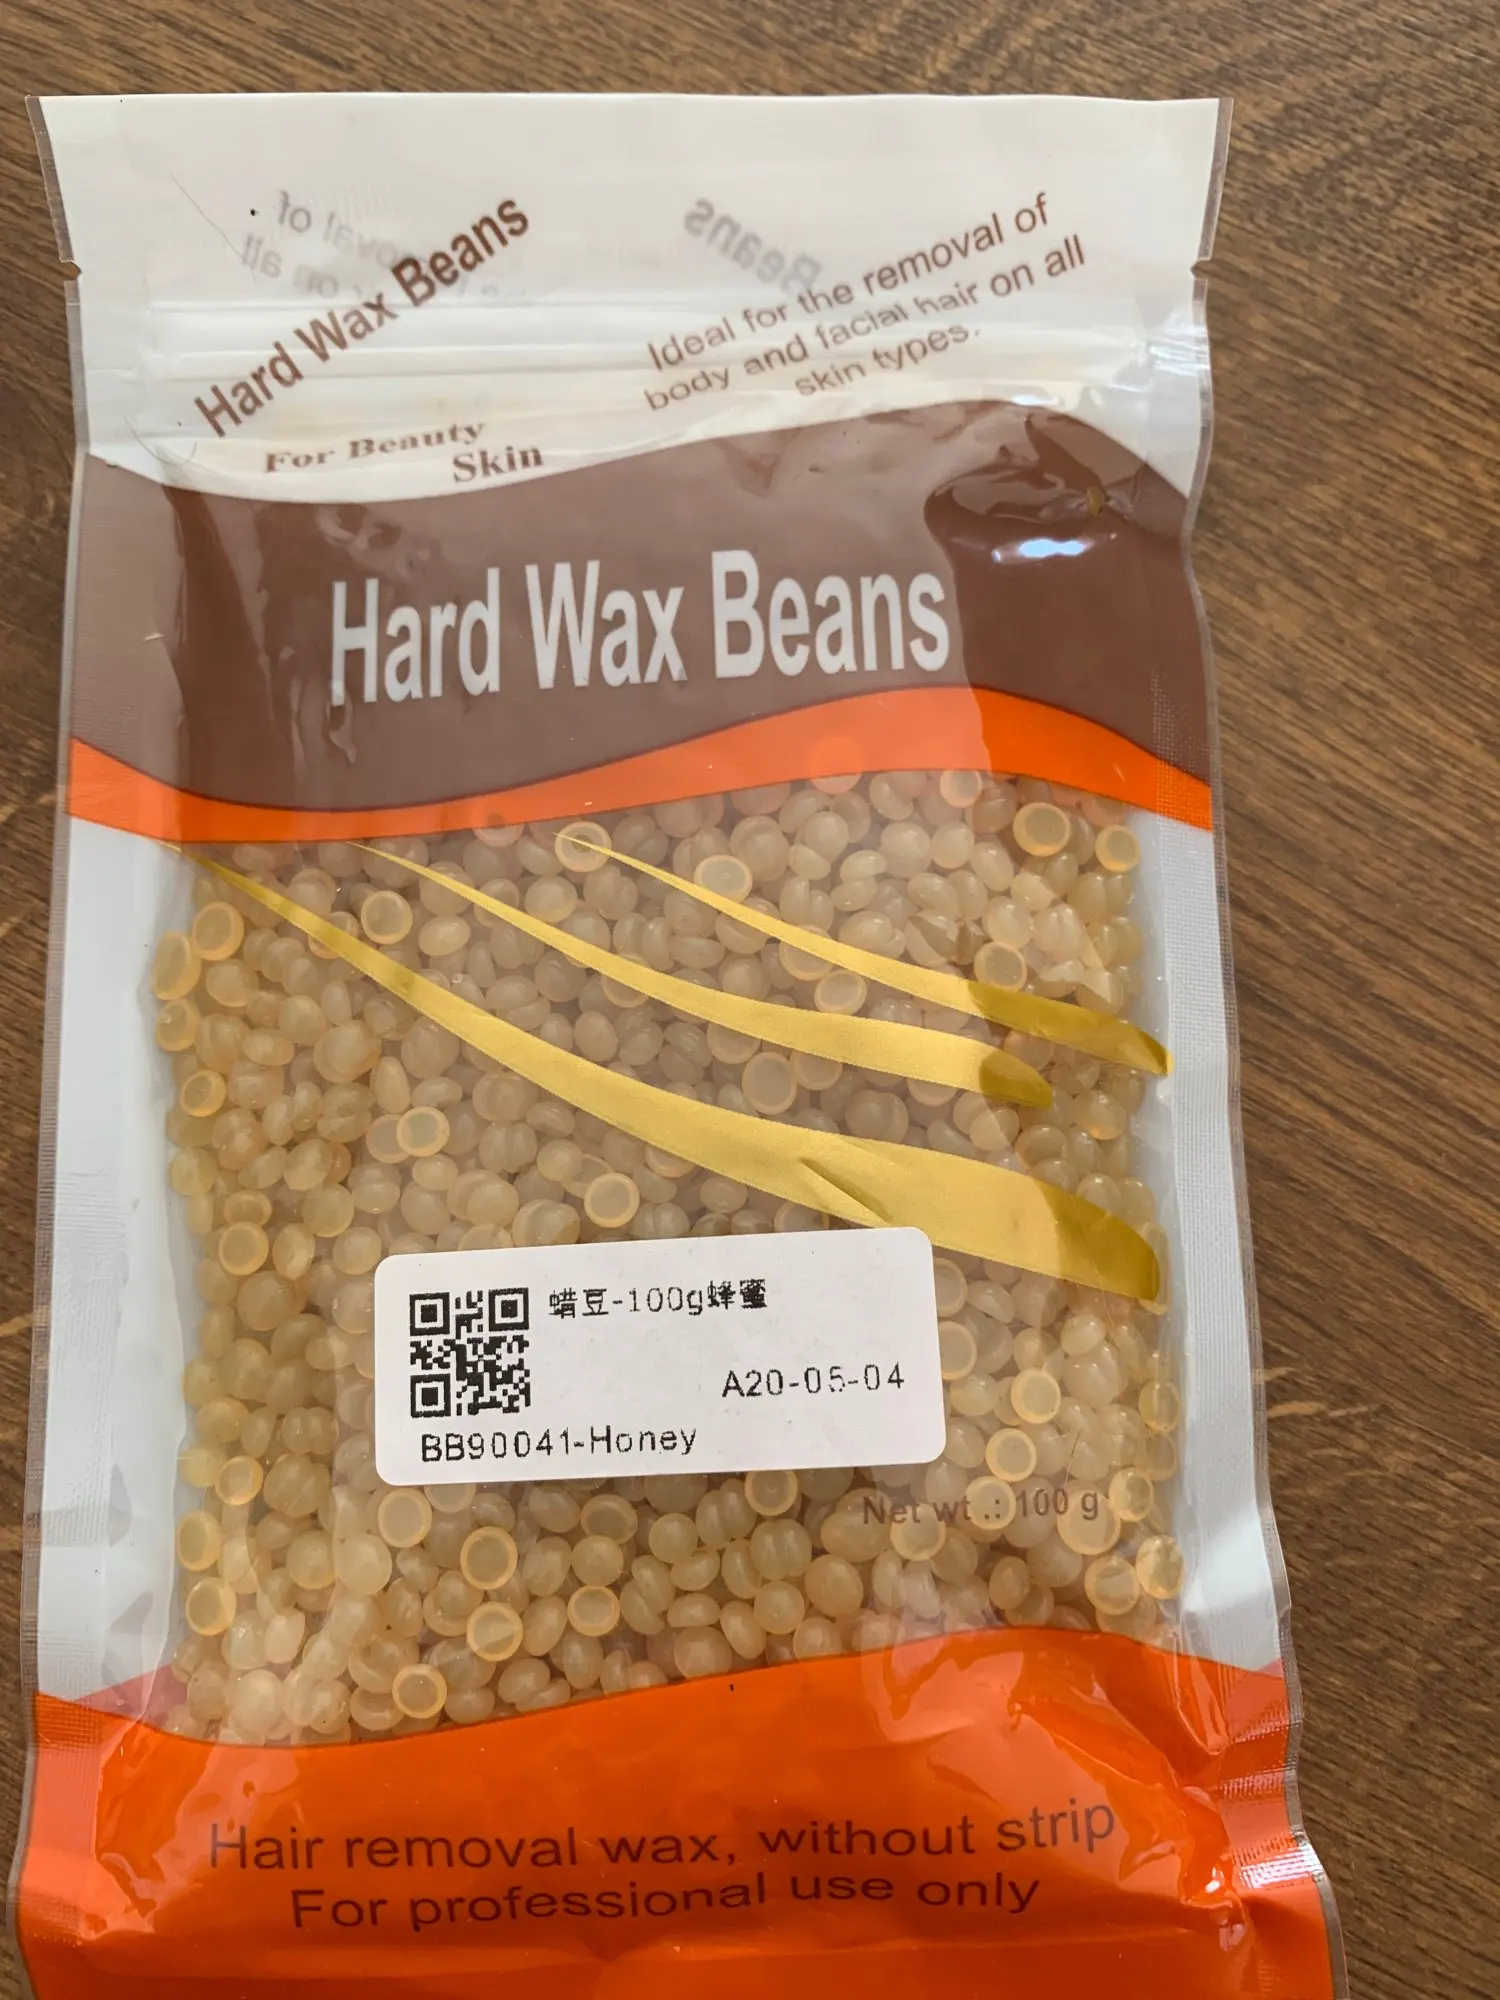 Hard Wax Beans
Ideal for the removal of
body and facial hair on all
skin types.
For Beauty
Skin
Hard Wax Beans
蜡豆-100g蜂蜜
A20-05-04
BB90041-Honey
Net wt .: 100 g
Hair removal wax, without strip
For professional use only